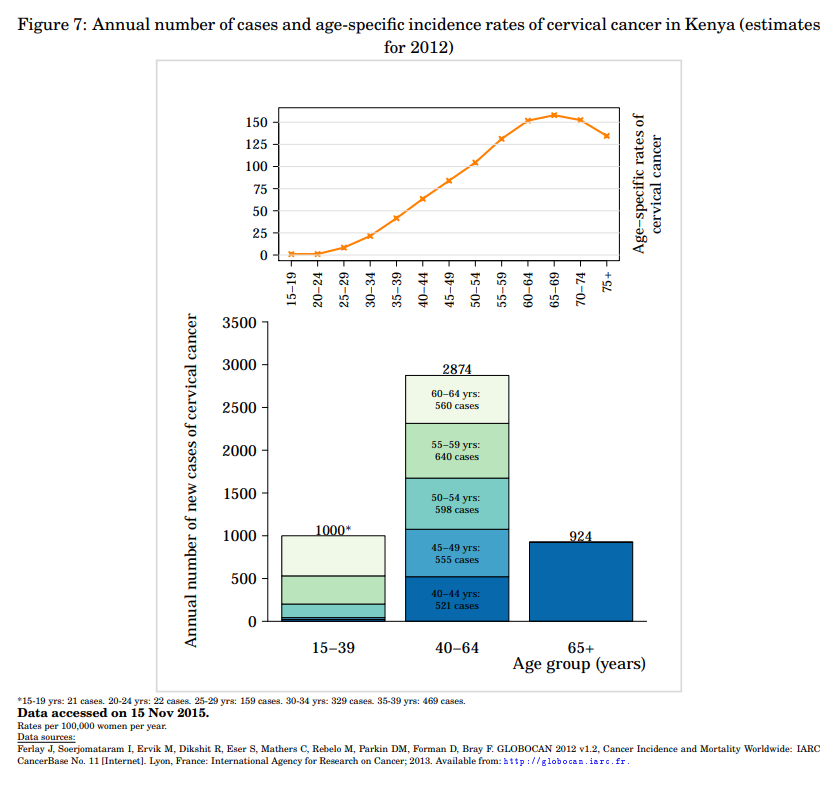 Figure 7: Annual number of cases and age-specific incidence rates of cervical cancer in Kenya (estimates
for 2012)
150
125
100
75
50
25
0
Age−specific rates of
cervical cancer
15−19
20−24
25−29
30−34
35−39
40−44
45−49
50−54
55−59
60−64
65−69
70−74
75+
Annual number of new cases of cervical cancer
3500
3000
2500
2000
1500
1000
500
0
1000*
2874
60−64 yrs:
560 cases
55−59 yrs:
640 cases
50−54 yrs:
598 cases
45−49 yrs:
555 cases
40−44 yrs:
521 cases
924
15−39
40−64
65+
Age group (years)
*15-19 yrs: 21 cases. 20-24 yrs: 22 cases. 25-29 yrs: 159 cases. 30-34 yrs: 329 cases. 35-39 yrs: 469 cases.
Data accessed on 15 Nov 2015.
Rates per 100,000 women per year.
Data sources:
Ferlay J, Soerjomataram I, Ervik M, Dikshit R, Eser S, Mathers C, Rebelo M, Parkin DM, Forman D, Bray F. GLOBOCAN 2012 v1.2, Cancer Incidence and Mortality Worldwide: IARC
CancerBase No. 11 [Internet]. Lyon, France: International Agency for Research on Cancer; 2013. Available from: http://globocan.iarc.fr.